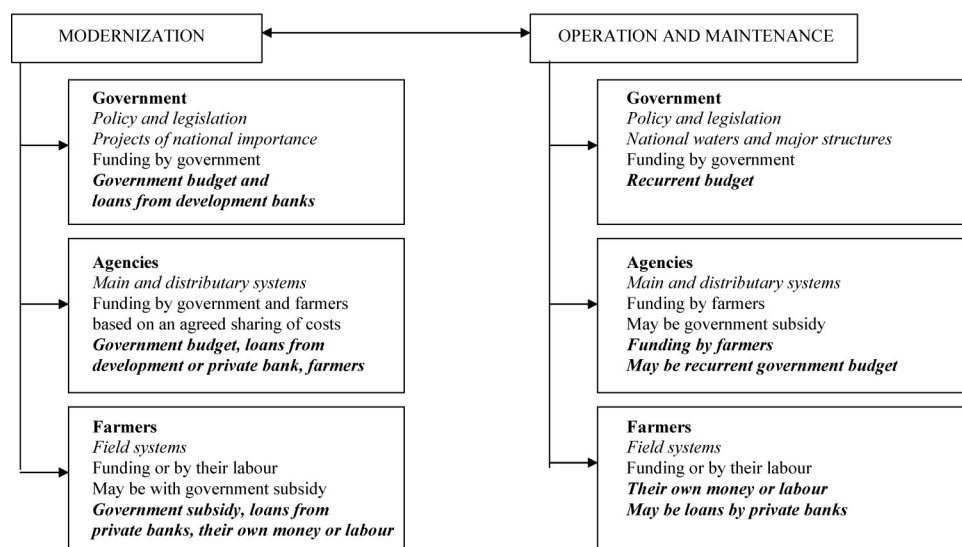 MODERNIZATION
Government
Policy and legislation
Projects of national importance
Funding by government
Government budget and
loans from development banks
Agencies
Main and distributary systems
Funding by government and farmers
based on an agreed sharing of costs
Government budget, loans from
development or private bank, farmers
Farmers
Field systems
Funding or by their labour
May be with government subsidy
Government subsidy, loans from
private banks, their own money or labour
OPERATION AND MAINTENANCE
Government
Policy and legislation
National waters and major structures
Funding by government
Recurrent budget
Agencies
Main and distributary systems
Funding by farmers
May be government subsidy
Funding by farmers
May be recurrent government budget
Farmers
Field systems
Funding or by their labour
Their own money or labour
May be loans by private banks